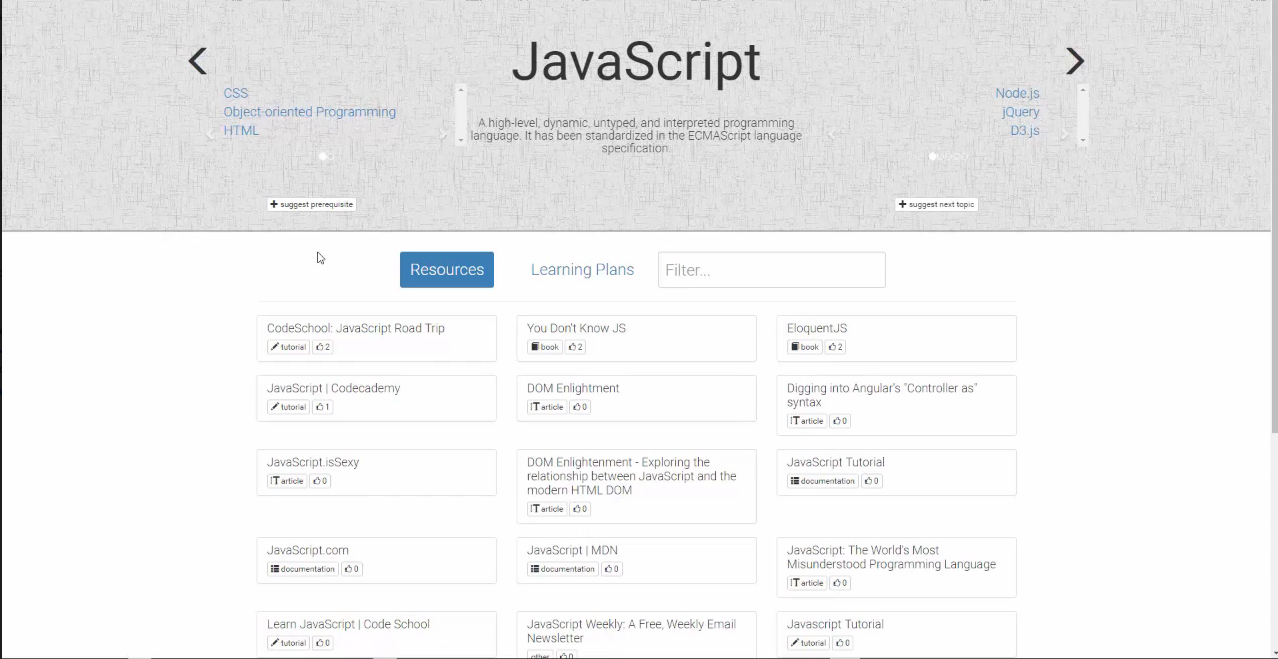 JavaScript
CSS
Object-oriented Programming
HTML
A high-level, dynamic, untyped, and interpreted programming
language. It has been standardized in the ECMAScript language
specification.
Node.js
jQuery
D3.js
suggest prerequisite
suggest next topic
Resources
Learning Plans
Filter...
CodeSchool: JavaScript Road Trip
tutorial 2
You Don't Know JS
book 2
EloquentJS
book 2
JavaScript | Codecademy
tutorial 1
DOM Enlightment
article 0
Digging into Angular's "Controller as"
syntax
article 0
JavaScript.isSexy
article 0
DOM Enlightenment - Exploring the
relationship between JavaScript and the
modern HTML DOM
article 0
JavaScript Tutorial
documentation 0
JavaScript.com
documentation 0
JavaScript | MDN
documentation 0
JavaScript: The World's Most
Misunderstood Programming Language
article 0
Learn JavaScript | Code School
tutorial 0
JavaScript Weekly: A Free, Weekly Email
Newsletter
other 0
Javascript Tutorial
tutorial 0